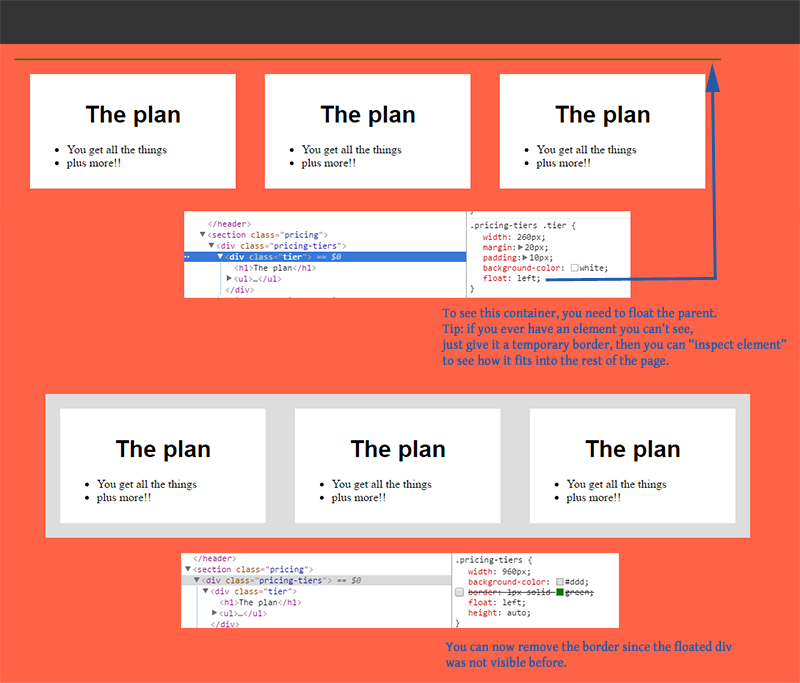 The plan The plan The plan
• You get all the things • You get all the things • You get all the things
• plus more!! • plus more!! • plus more!!
</header>
▼<section class="pricing">
▼<div class="pricing-tiers">
▼<div class="tier"> == $0
<h1>The plan</h1>
▶<ul>…</ul>
</div>
.pricing-tiers .tier {
width: 260px;
margin:▶20px;
padding:▶10px;
background-color: white;
float: left;
}
To see this container, you need to float the parent.
Tip: if you ever have an element you can't see,
just give it a temporary border, then you can “inspect element”
to see how it fits into the rest of the page.
The plan The plan The plan
• You get all the things • You get all the things • You get all the things
• plus more!! • plus more!! • plus more!!
</header>
▼<section class="pricing">
▼<div class="pricing-tiers"> == $0
▼<div class="tier">
<h1>The plan</h1>
▶<ul>…</ul>
</div>
.pricing-tiers {
width: 960px;
background-color: #ddd;
border: 1px solid green;
float: left;
height: auto;
}
You can now remove the border since the floated div
was not visible before.